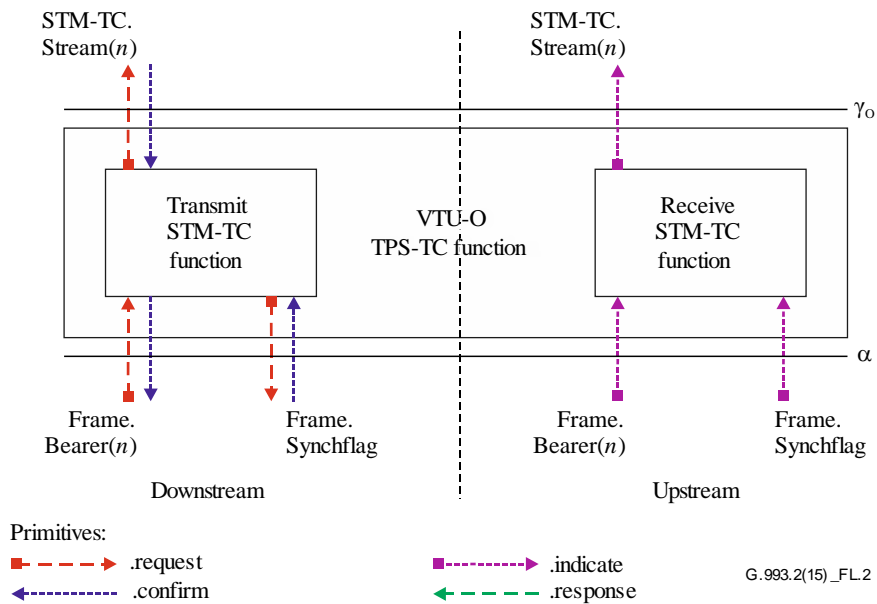 STM-TC.
Stream(n)
STM-TC.
Stream(n)
γO
Transmit
STM-TC
function
VTU-O
TPS-TC function
Receive
STM-TC
function
α
Frame.
Bearer(n)
Frame.
Synchflag
Frame.
Bearer(n)
Frame.
Synchflag
Downstream
Upstream
Primitives:
.request
.indicate
.confirm
.response
G.993.2(15)_FL.2